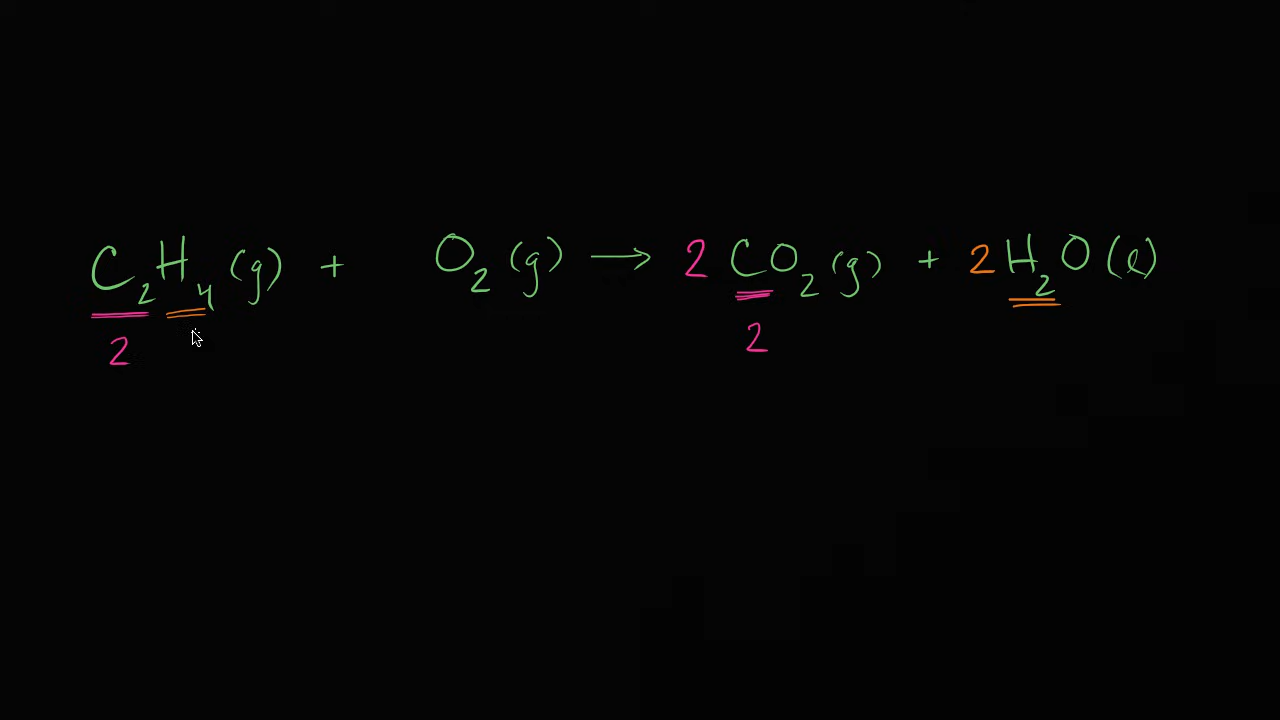 C₂H₄ (g) + O₂ (g) → 2 CO₂ (g) + 2 H₂O (l)
2 2